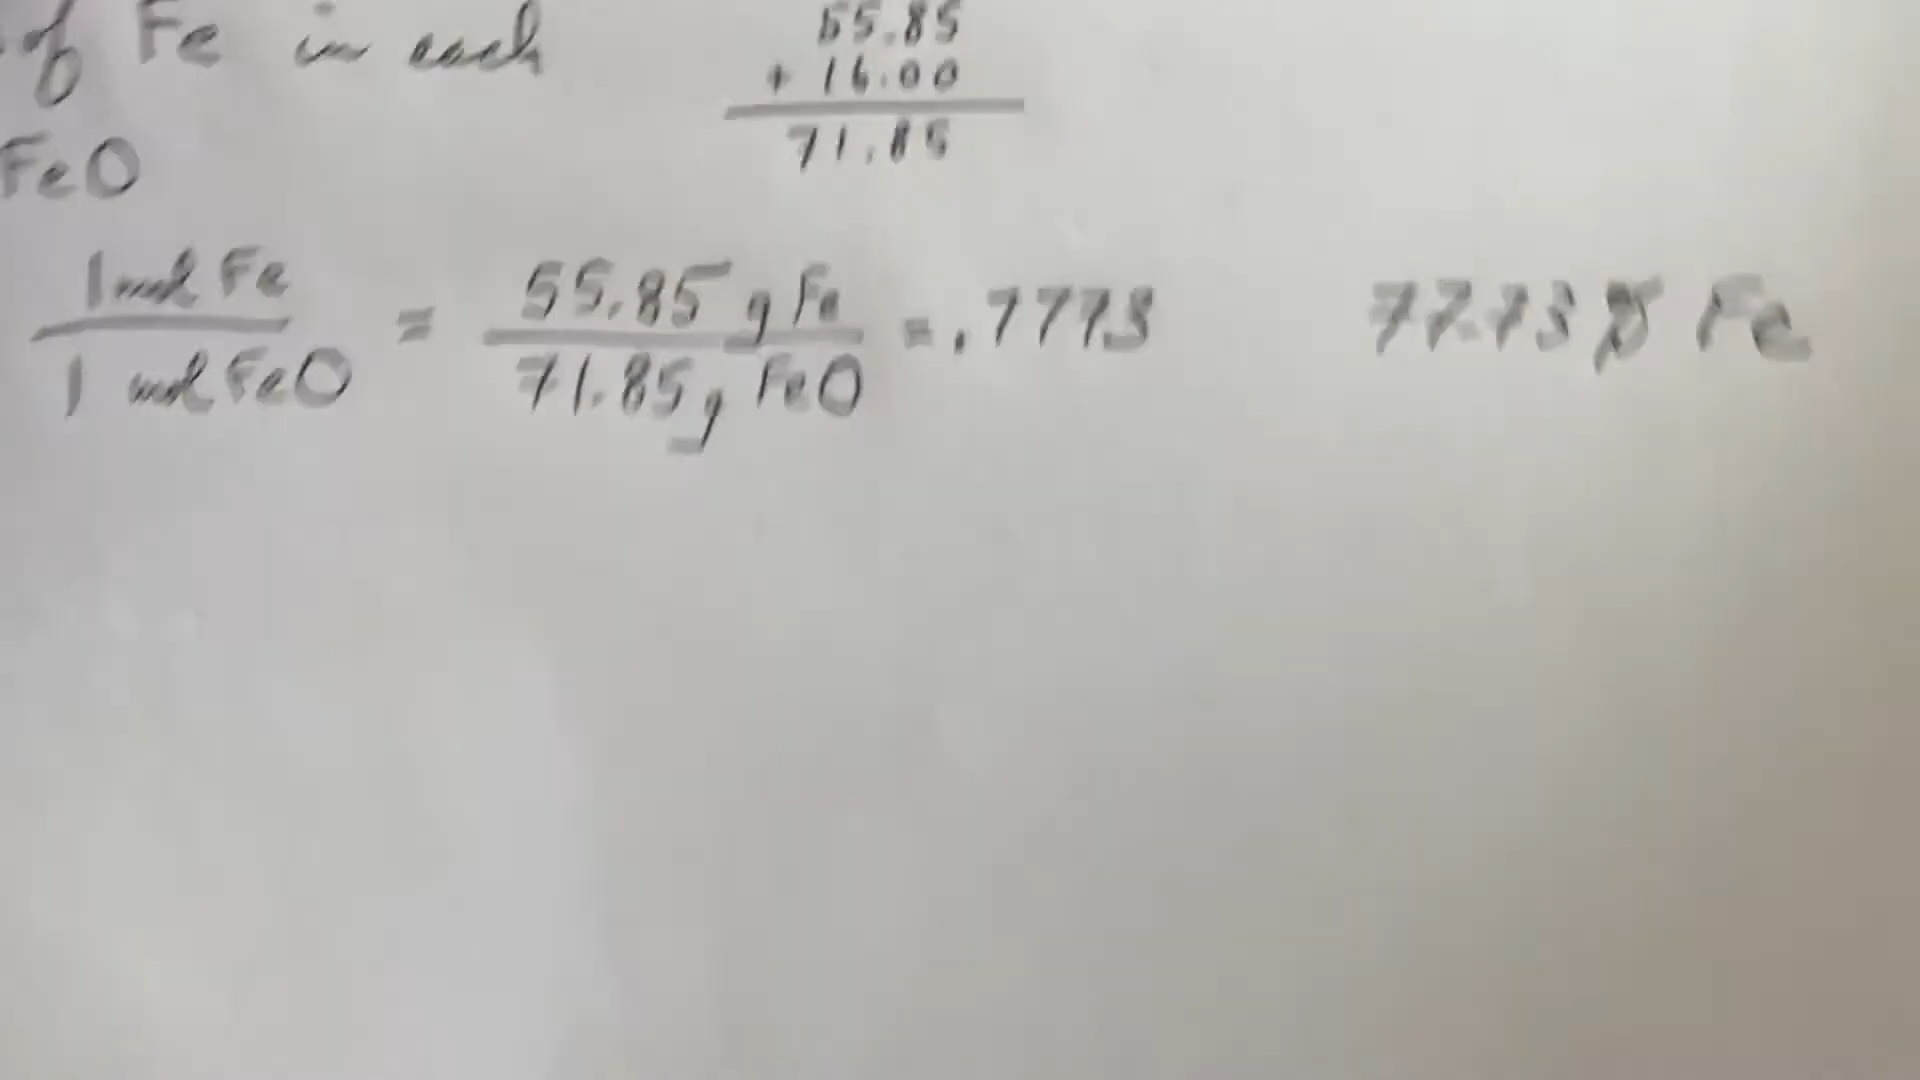 of Fe in each
55.85
+ 16.00
71.85
FeO
1 mol Fe / 1 mol FeO = 55.85 g Fe / 71.85 g FeO = .7773 77.73 % Fe